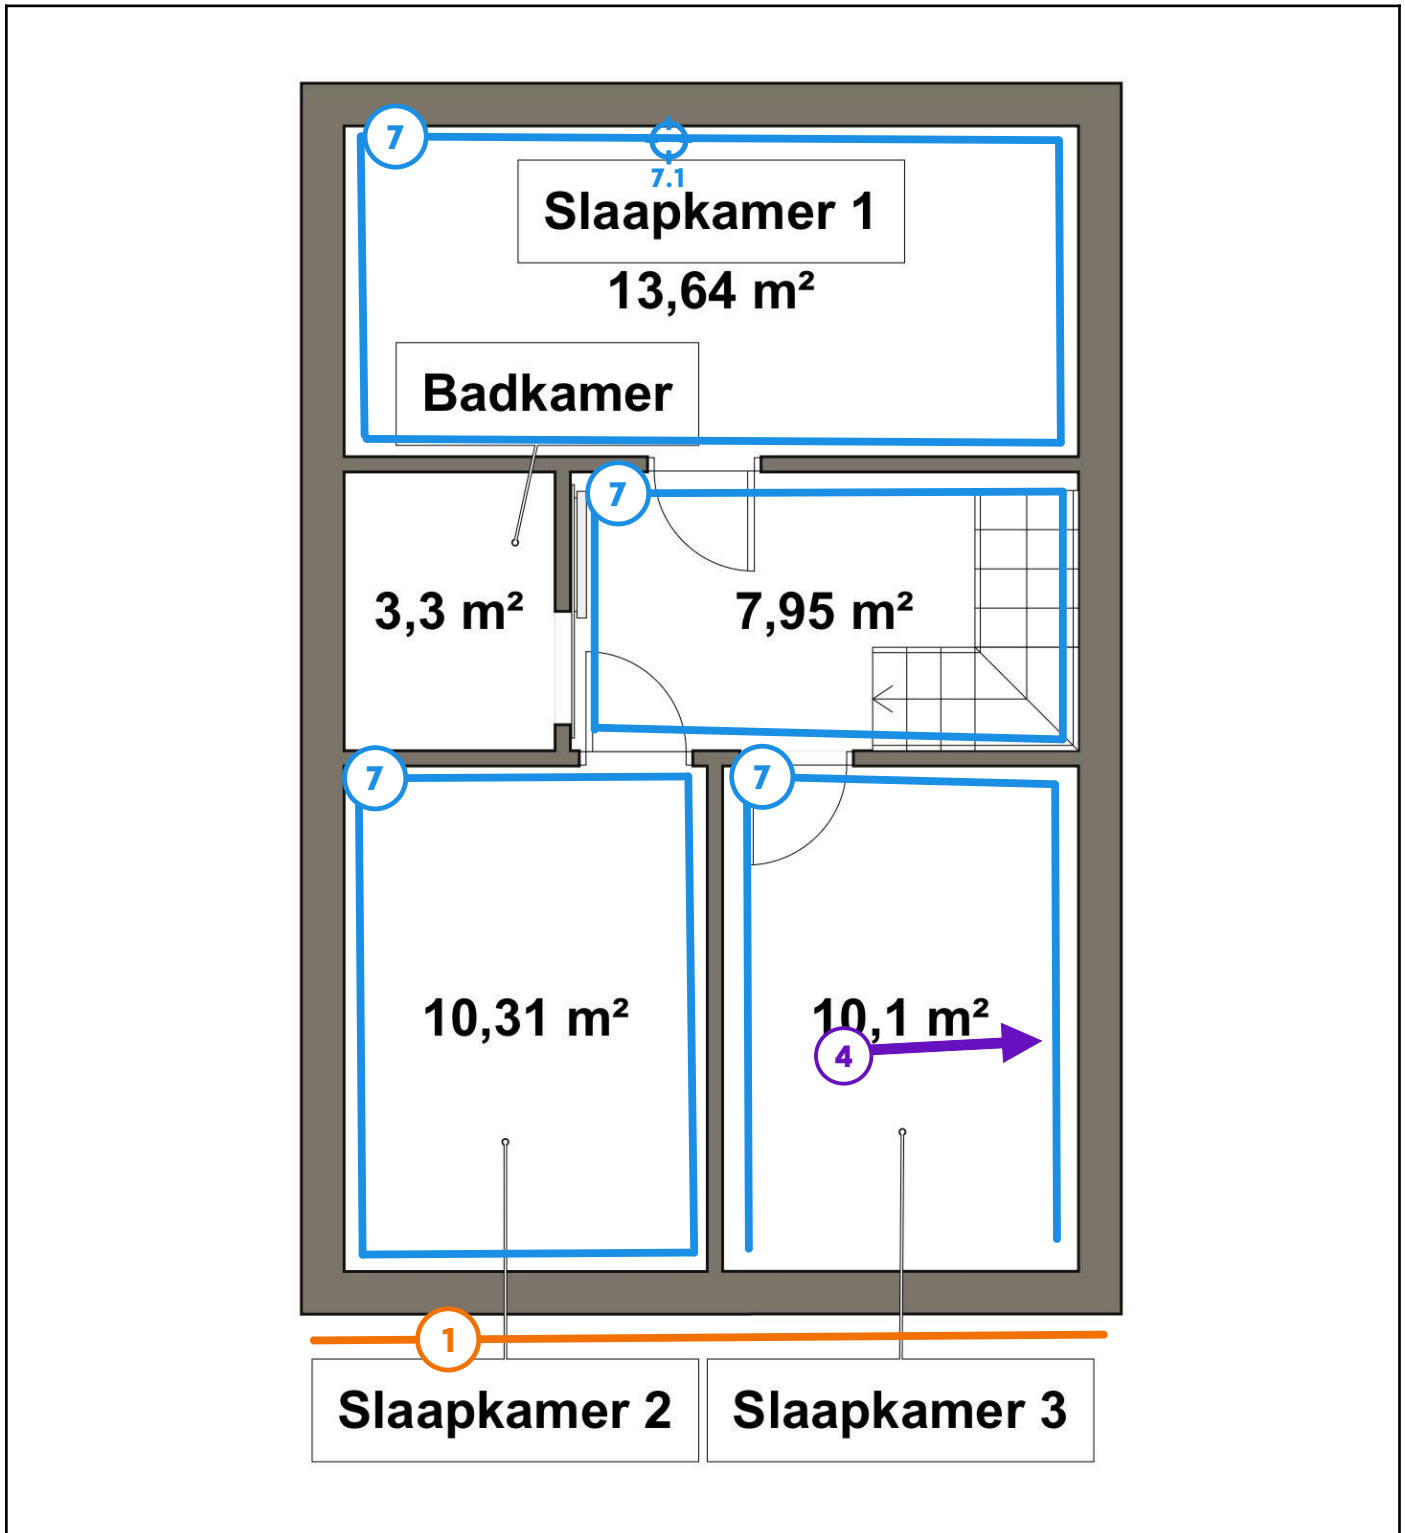 7
7.1
Slaapkamer 1
13,64 m²
Badkamer
7
3,3 m²
7,95 m²
7
7
10,31 m²
10,1 m²
4
1
Slaapkamer 2
Slaapkamer 3